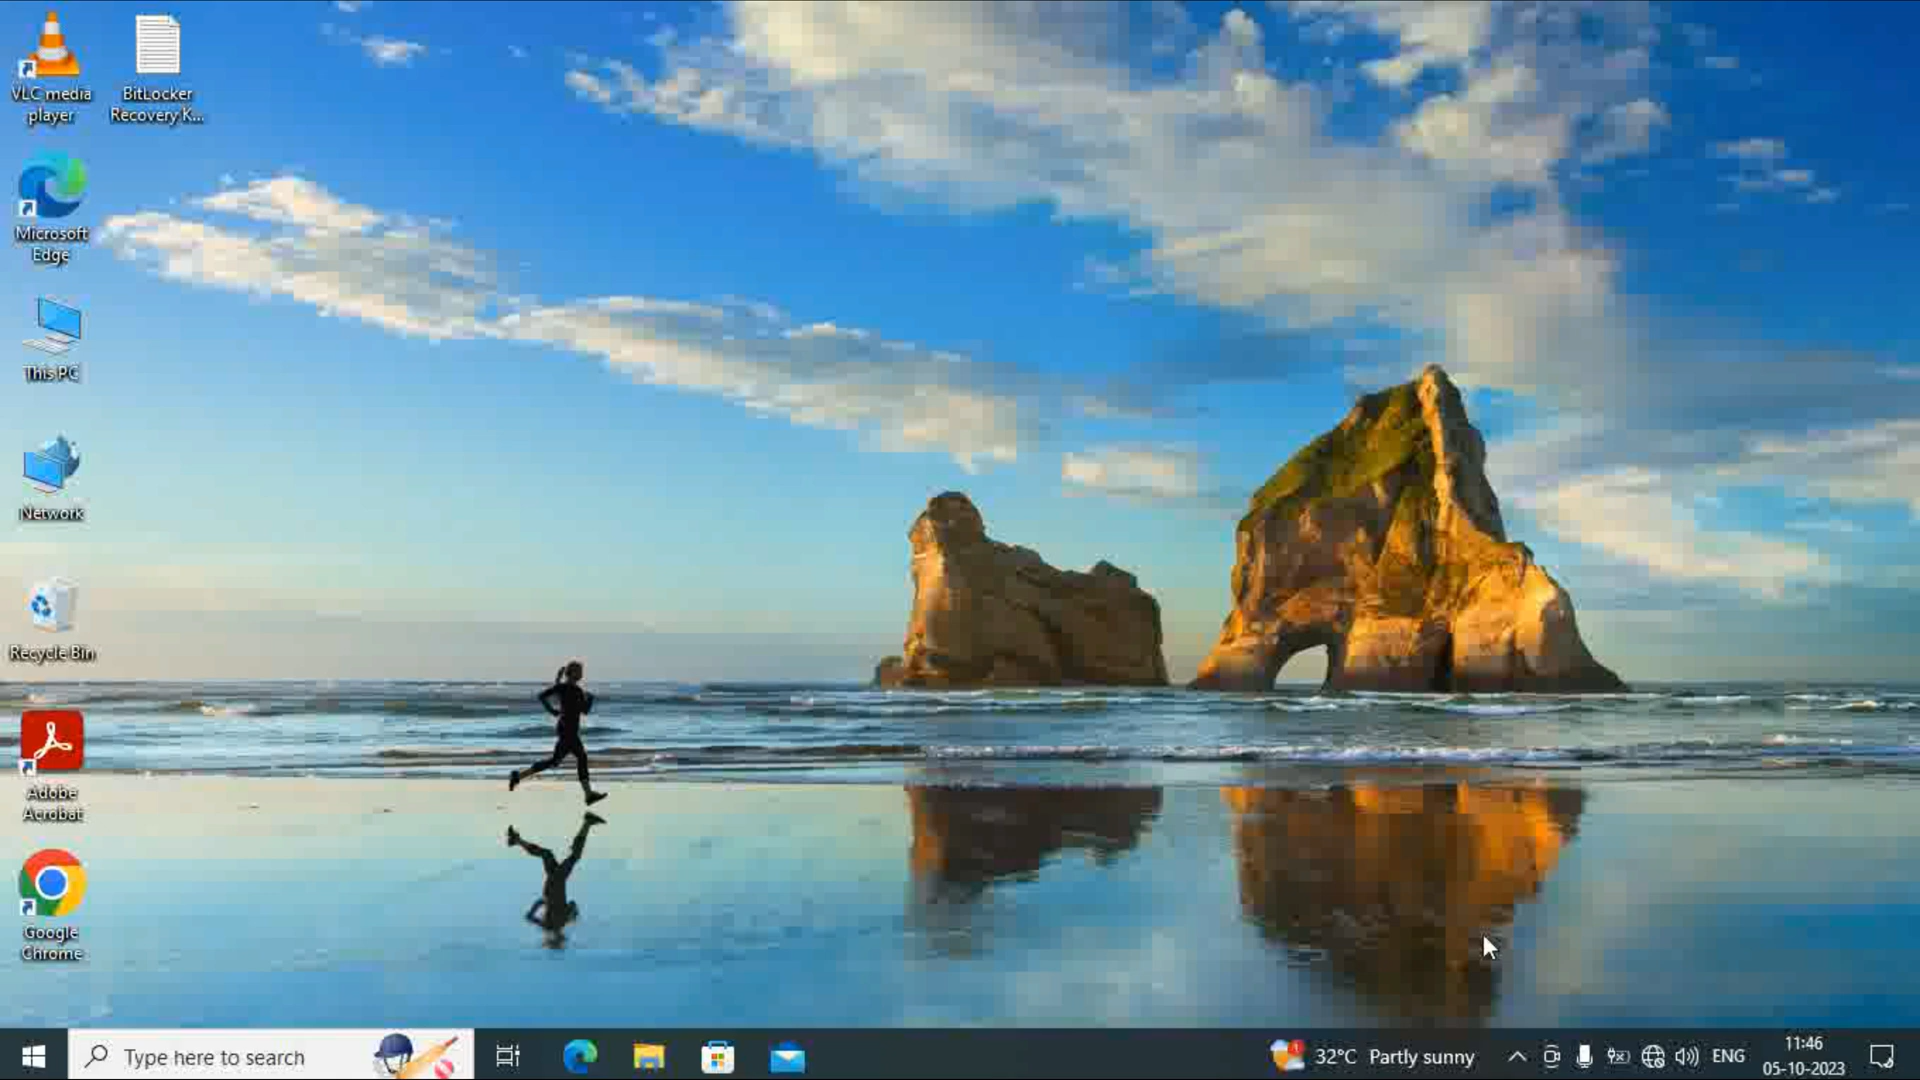 VLC media
player
BitLocker
Recovery K...
Microsoft
Edge
This PC
Network
Recycle Bin
Adobe
Acrobat
Google
Chrome
Type here to search
1
32°C Partly sunny
ENG
11:46
05-10-2023